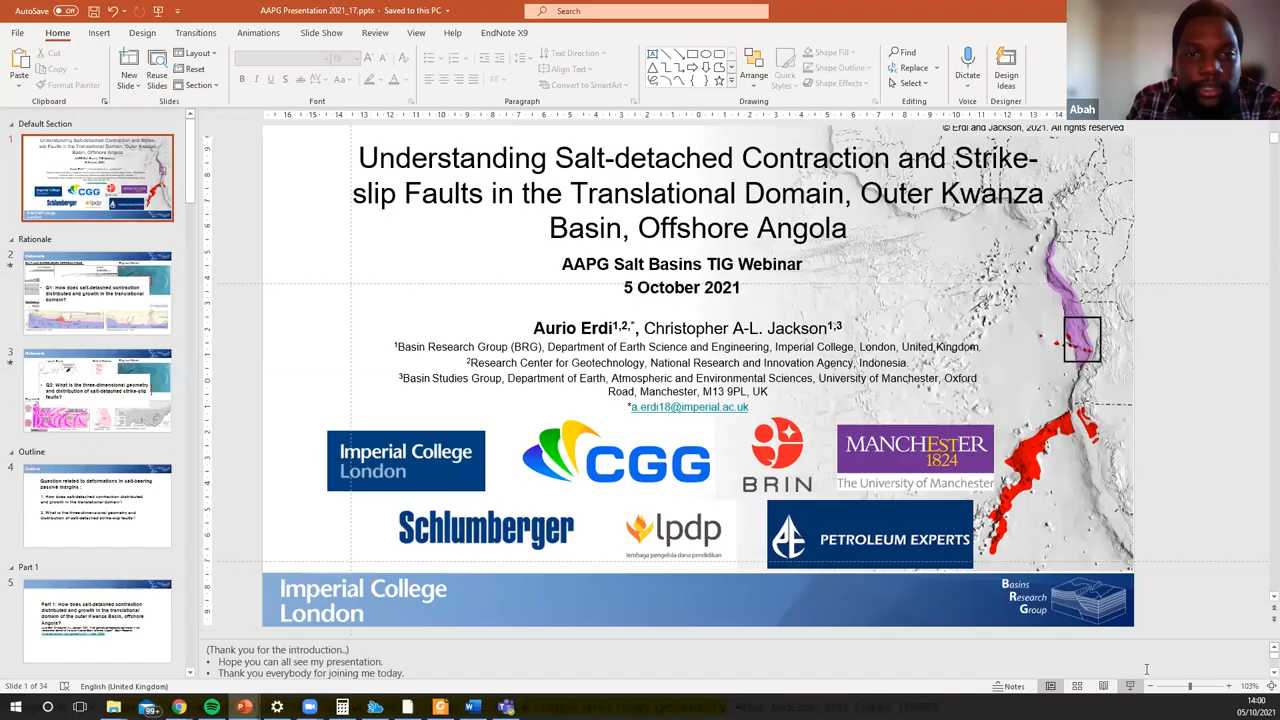 AutoSave Off
AAPG Presentation 2021_17.pptx - Saved to this PC
Search
File Home Insert Design Transitions Animations Slide Show Review View Help EndNote X9
Paste
Cut
Copy
Format Painter
Clipboard
New Slide
Reuse Slides
Layout
Reset
Section
Slides
Font
Text Direction
Align Text
Convert to SmartArt
Paragraph
Arrange
Quick Styles
Shape Fill
Shape Outline
Shape Effects
Drawing
Find
Replace
Select
Editing
Dictate
Voice
Design Ideas
Designer
Abah
Default Section
1
Rationale
2
Q1: How does salt-detached contraction distributed and growth in the translational domain?
3
Q2: What is the three-dimensional geometry and distribution of salt-detached strike-slip faults?
Outline
4
Question related to deformations in salt-bearing passive margins :
1. How does salt-detached contraction distributed and growth in the translational domain?
2. What is the three-dimensional geometry and distribution of salt-detached strike-slip faults?
Part 1
5
Part 1: How does salt-detached contraction distributed and growth in the translational domain of the outer Kwanza Basin, offshore Angola?
© Erdi and Jackson, 2021. All rights reserved
Understanding Salt-detached Contraction and Strike-
slip Faults in the Translational Domain, Outer Kwanza
Basin, Offshore Angola
AAPG Salt Basins TIG Webinar
5 October 2021
Aurio Erdi1,2,*, Christopher A-L. Jackson1,3
1Basin Research Group (BRG), Department of Earth Science and Engineering, Imperial College, London, United Kingdom,
2Research Center for Geotechnology, National Research and Innovation Agency, Indonesia.
3Basin Studies Group, Department of Earth, Atmospheric and Environmental Sciences, University of Manchester, Oxford
Road, Manchester, M13 9PL, UK
*a.erdi18@imperial.ac.uk
Imperial College
London
CGG
BRIN
MANCHESTER
1824
The University of Manchester
Schlumberger
lpdp
lembaga pengelola dana pendidikan
PETROLEUM EXPERTS
Imperial College
London
Basins
Research
Group
(Thank you for the introduction..)
• Hope you can all see my presentation.
• Thank you everybody for joining me today.
Slide 1 of 34
English (United Kingdom)
Notes
103%
99+
14:00
05/10/2021